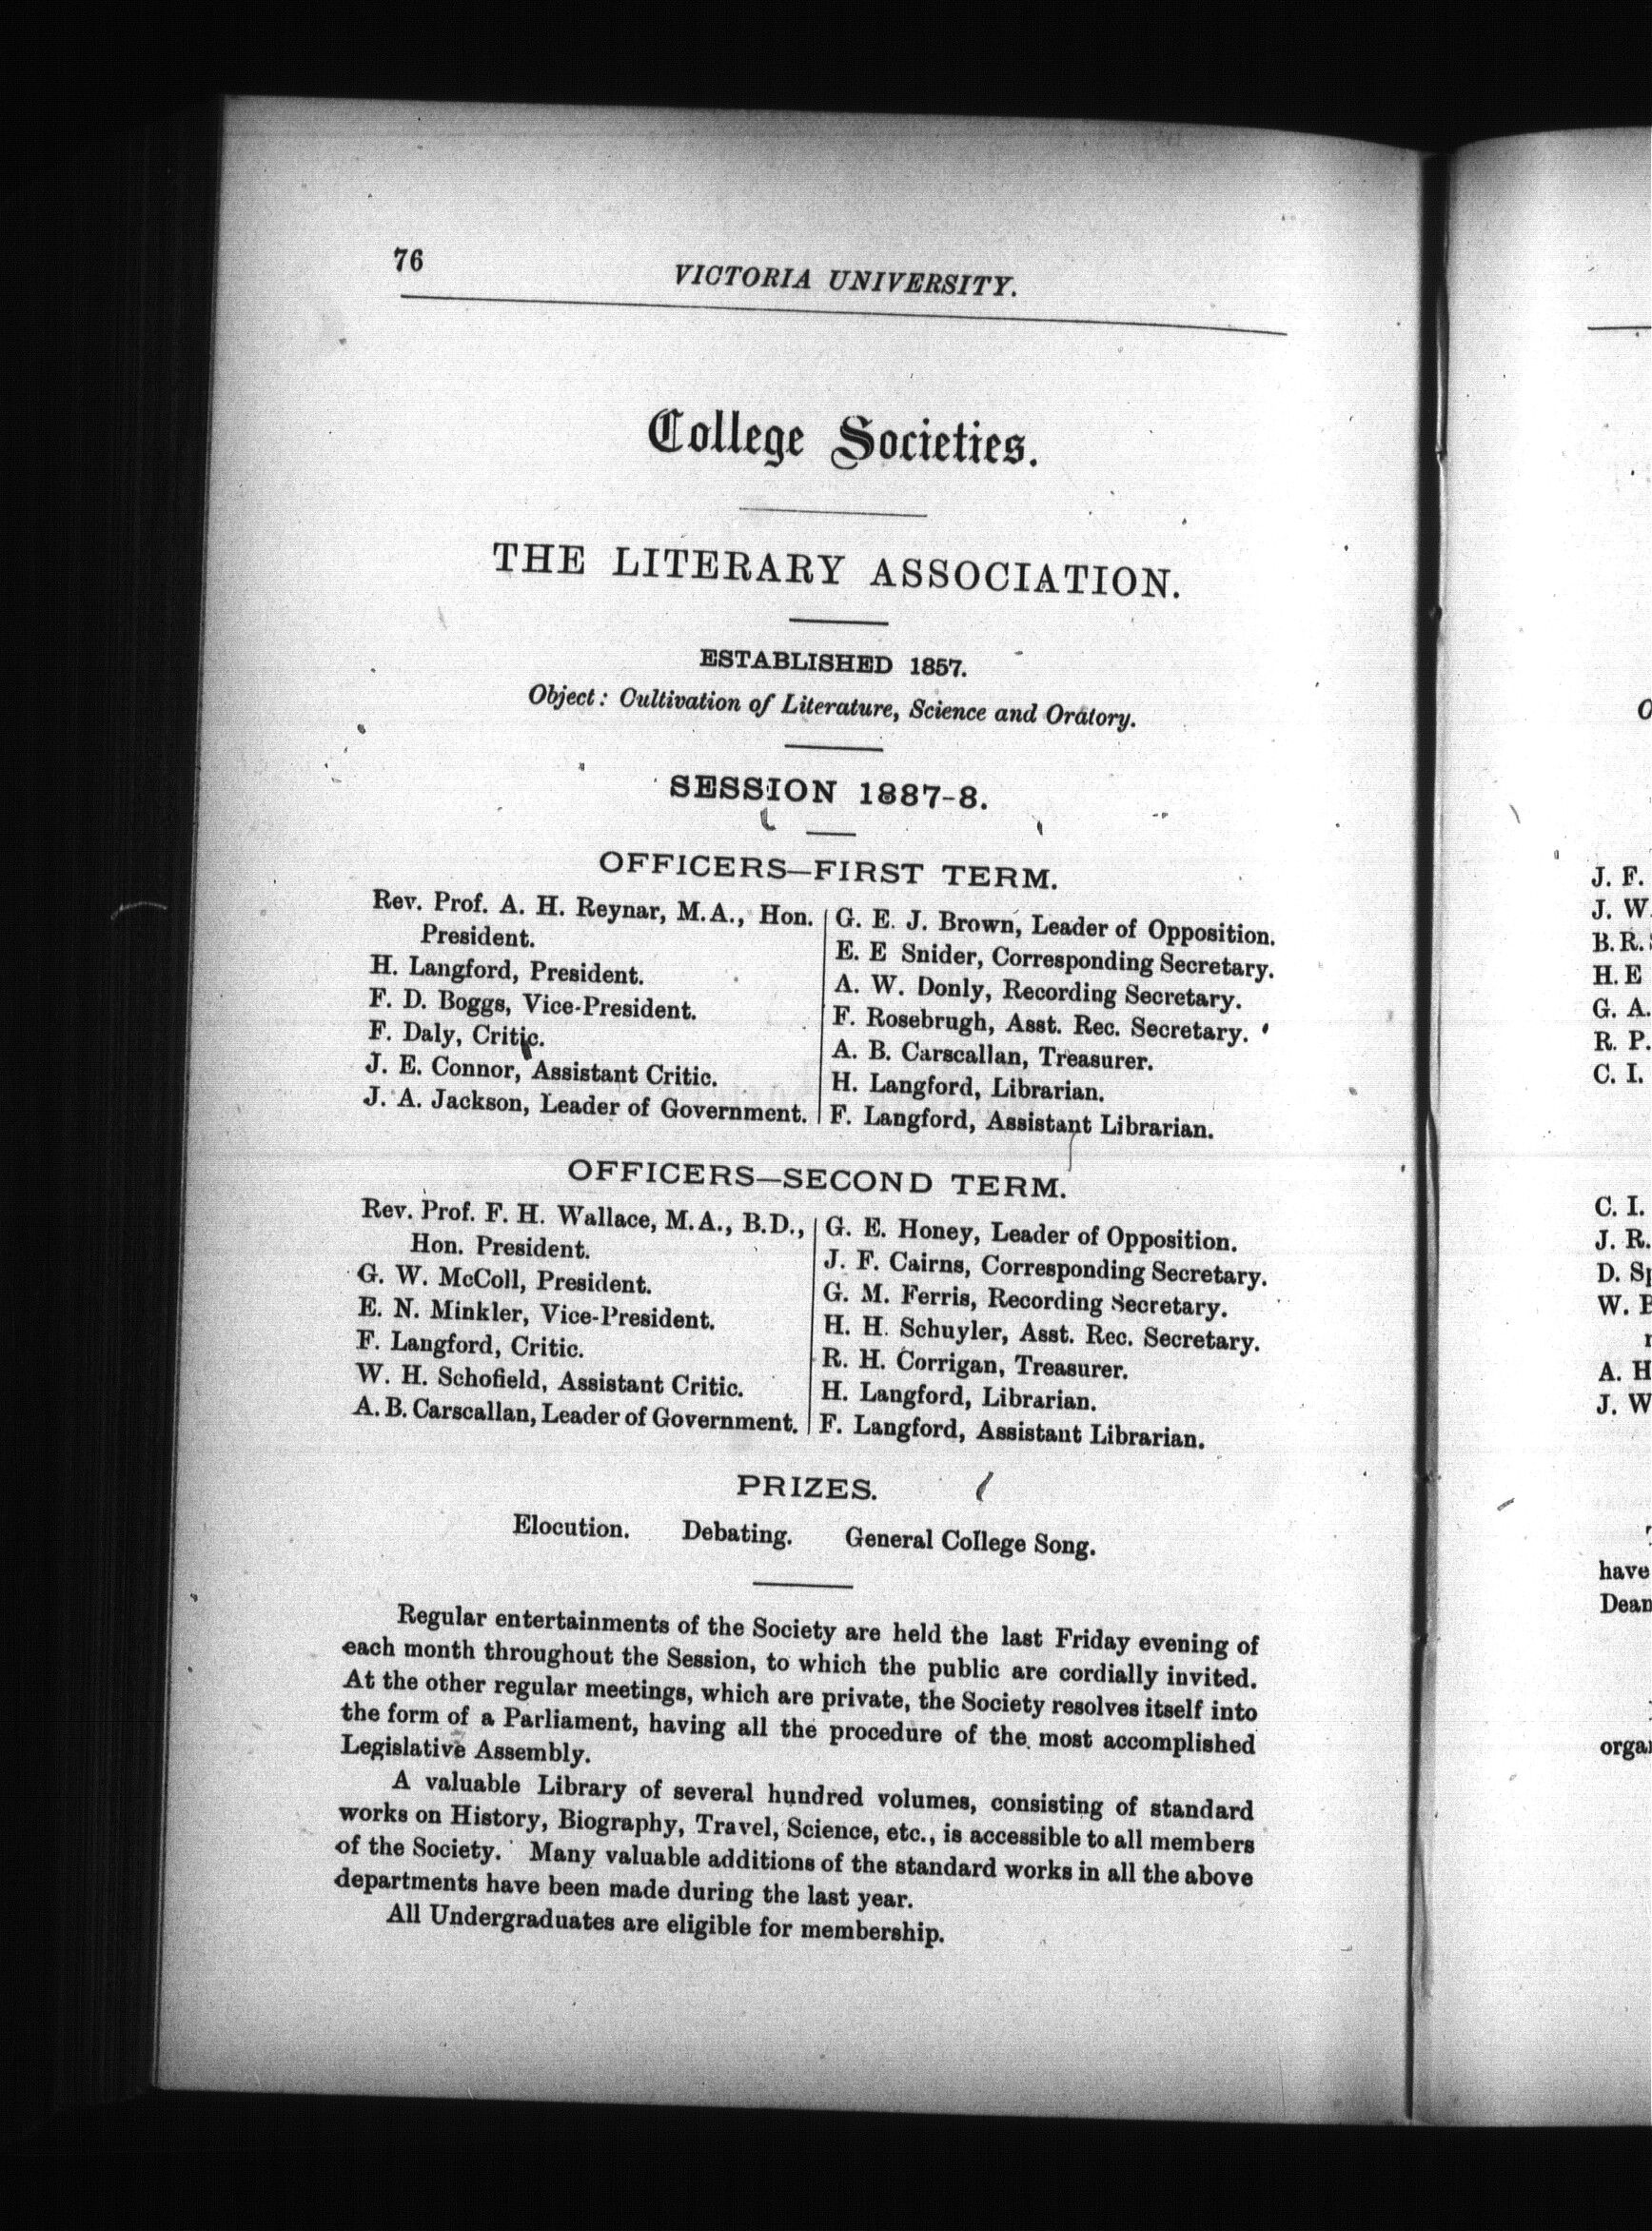 76
VICTORIA UNIVERSITY.
College Societies.
THE LITERARY ASSOCIATION.
ESTABLISHED 1857.
Object: Cultivation of Literature, Science and Oratory.
SESSION 1887-8.
OFFICERS—FIRST TERM.
Rev. Prof. A. H. Reynar, M.A., Hon.
President.
H. Langford, President.
F. D. Boggs, Vice-President.
F. Daly, Critic.
J. E. Connor, Assistant Critic.
J. A. Jackson, Leader of Government.
G. E. J. Brown, Leader of Opposition.
E. E Snider, Corresponding Secretary.
A. W. Donly, Recording Secretary.
F. Rosebrugh, Asst. Rec. Secretary.
A. B. Carscallan, Treasurer.
H. Langford, Librarian.
F. Langford, Assistant Librarian.
OFFICERS—SECOND TERM.
Rev. Prof. F. H. Wallace, M.A., B.D.,
Hon. President.
G. W. McColl, President.
E. N. Minkler, Vice-President.
F. Langford, Critic.
W. H. Schofield, Assistant Critic.
A. B. Carscallan, Leader of Government.
G. E. Honey, Leader of Opposition.
J. F. Cairns, Corresponding Secretary.
G. M. Ferris, Recording Secretary.
H. H. Schuyler, Asst. Rec. Secretary.
R. H. Corrigan, Treasurer.
H. Langford, Librarian.
F. Langford, Assistant Librarian.
PRIZES.
Elocution. Debating. General College Song.
Regular entertainments of the Society are held the last Friday evening of
each month throughout the Session, to which the public are cordially invited.
At the other regular meetings, which are private, the Society resolves itself into
the form of a Parliament, having all the procedure of the most accomplished
Legislative Assembly.
A valuable Library of several hundred volumes, consisting of standard
works on History, Biography, Travel, Science, etc., is accessible to all members
of the Society. Many valuable additions of the standard works in all the above
departments have been made during the last year.
All Undergraduates are eligible for membership.
J. F.
J. W
B. R.
H. E
G. A.
R. P.
C. I.
C. I.
J. R.
D.
W.
A. H
J. W
have
Dean